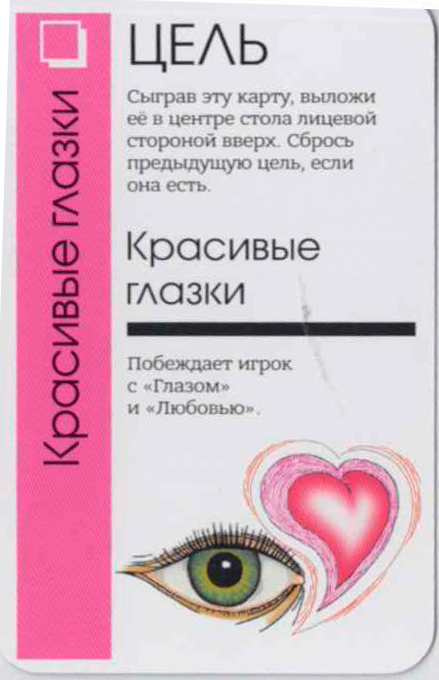 ЦЕЛЬ
Сыграв эту карту, выложи
её в центре стола лицевой
стороной вверх. Сбрось
предыдущую цель, если
она есть.
Красивые глазки
Красивые
глазки
Побеждает игрок
с «Глазом»
и «Любовью».